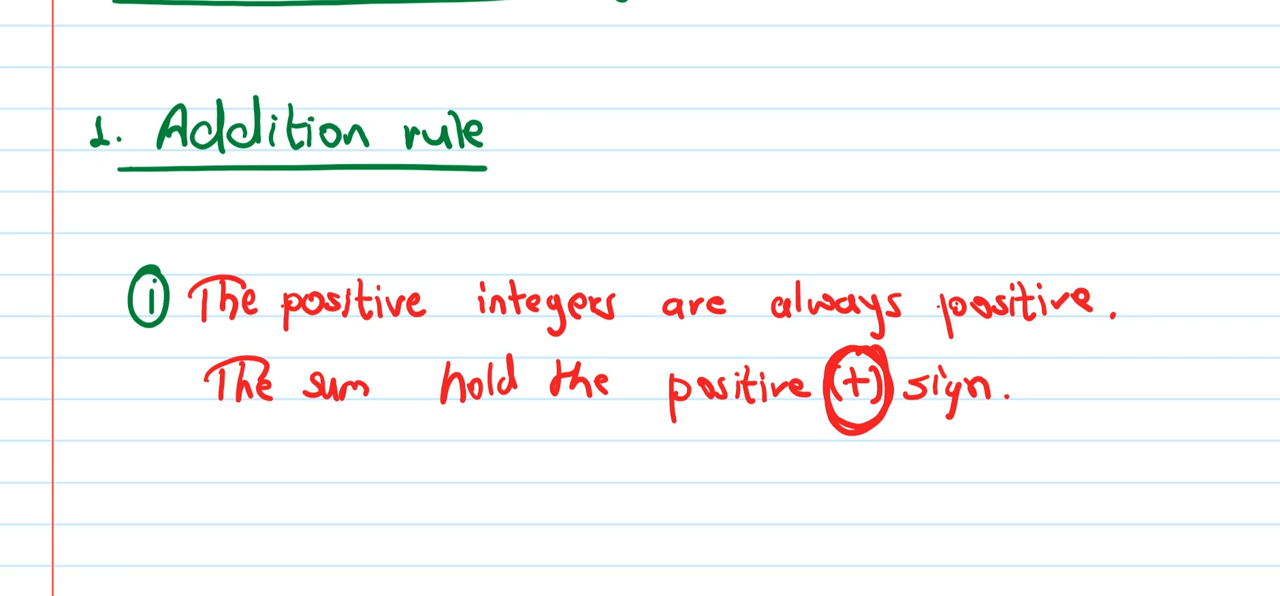 1. Addition rule
i The positive integers are always positive.
The sum hold the positive (+) sign.